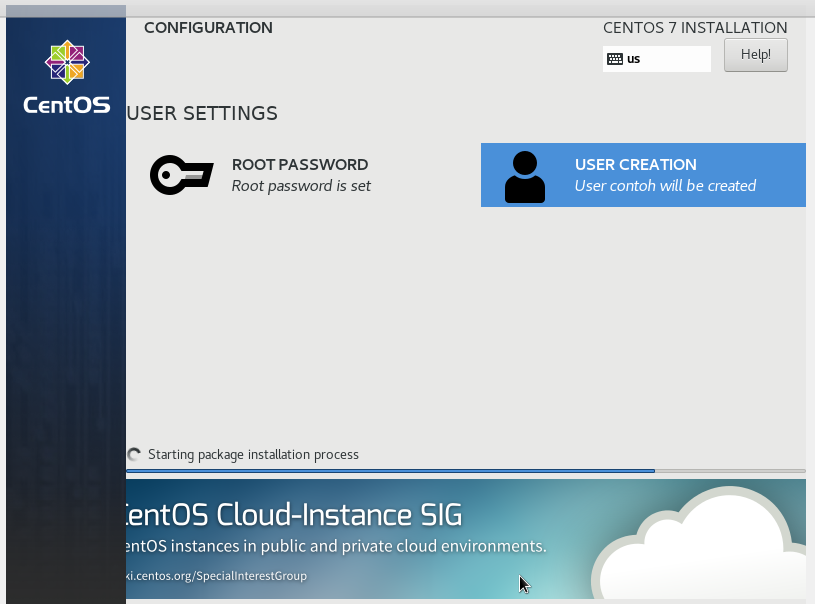 CONFIGURATION
CENTOS 7 INSTALLATION
us
Help!
CentOS
USER SETTINGS
ROOT PASSWORD
Root password is set
USER CREATION
User contoh will be created
Starting package installation process
CentOS Cloud-Instance SIG
entOS instances in public and private cloud environments.
ki.centos.org/SpecialInterestGroup